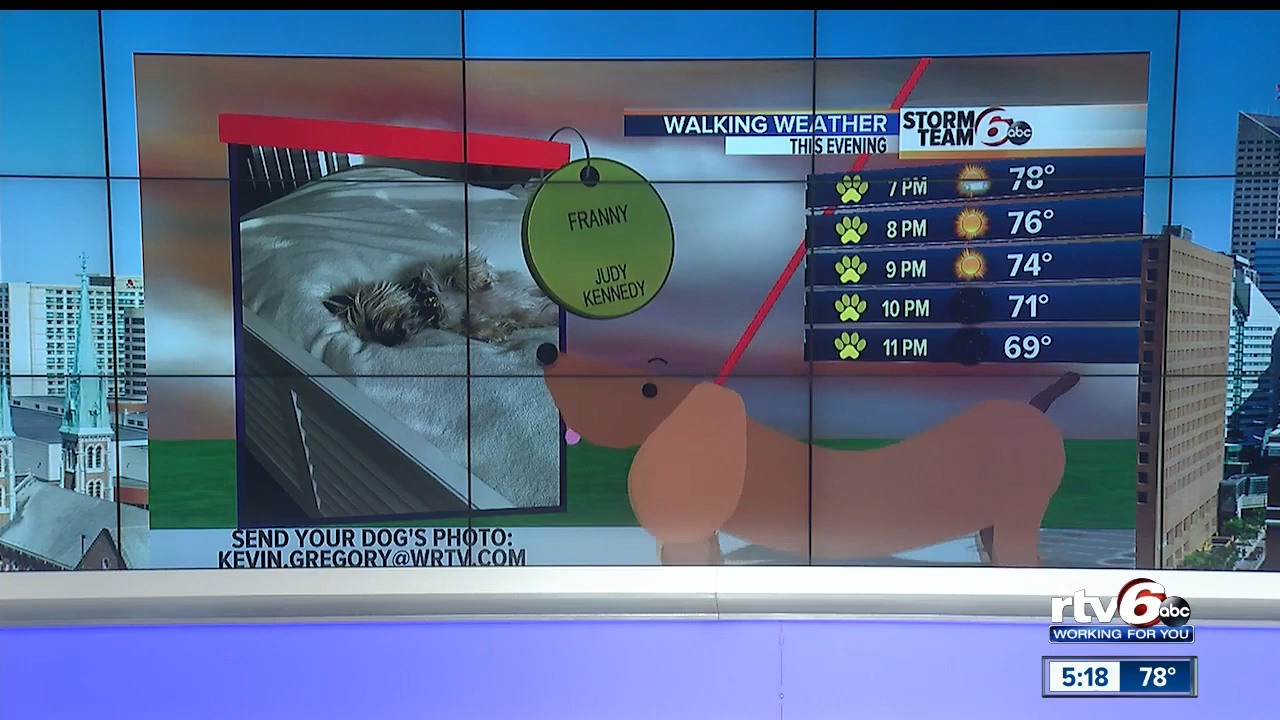 WALKING WEATHER
THIS EVENING
STORM
TEAM 6 abc
FRANNY
JUDY
KENNEDY
7 PM 78°
8 PM 76°
9 PM 74°
10 PM 71°
11 PM 69°
SEND YOUR DOG'S PHOTO:
KEVIN.GREGORY@WRTV.COM
rtv6 abc
WORKING FOR YOU
5:18 78°